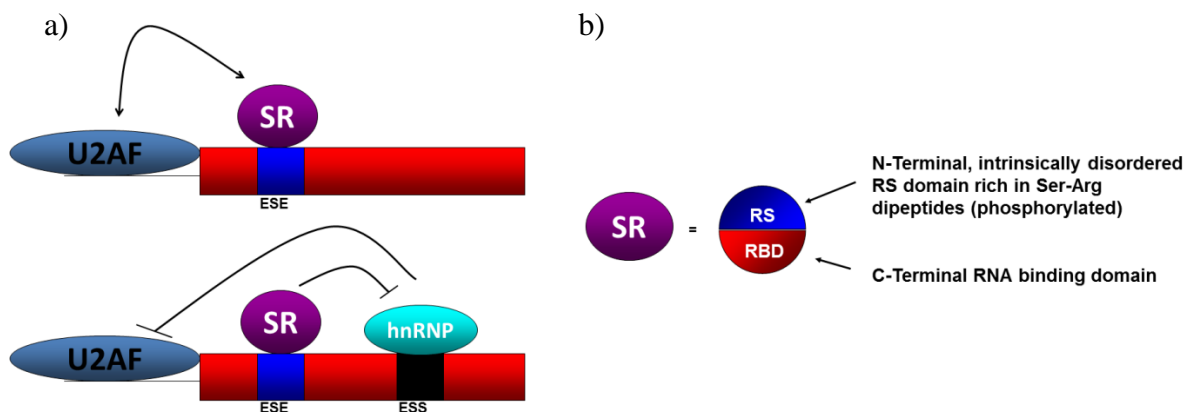 a)
SR
U2AF
ESE
SR
hnRNP
U2AF
ESE
ESS
b)
SR
=
RS
RBD
N-Terminal, intrinsically disordered
RS domain rich in Ser-Arg
dipeptides (phosphorylated)
C-Terminal RNA binding domain